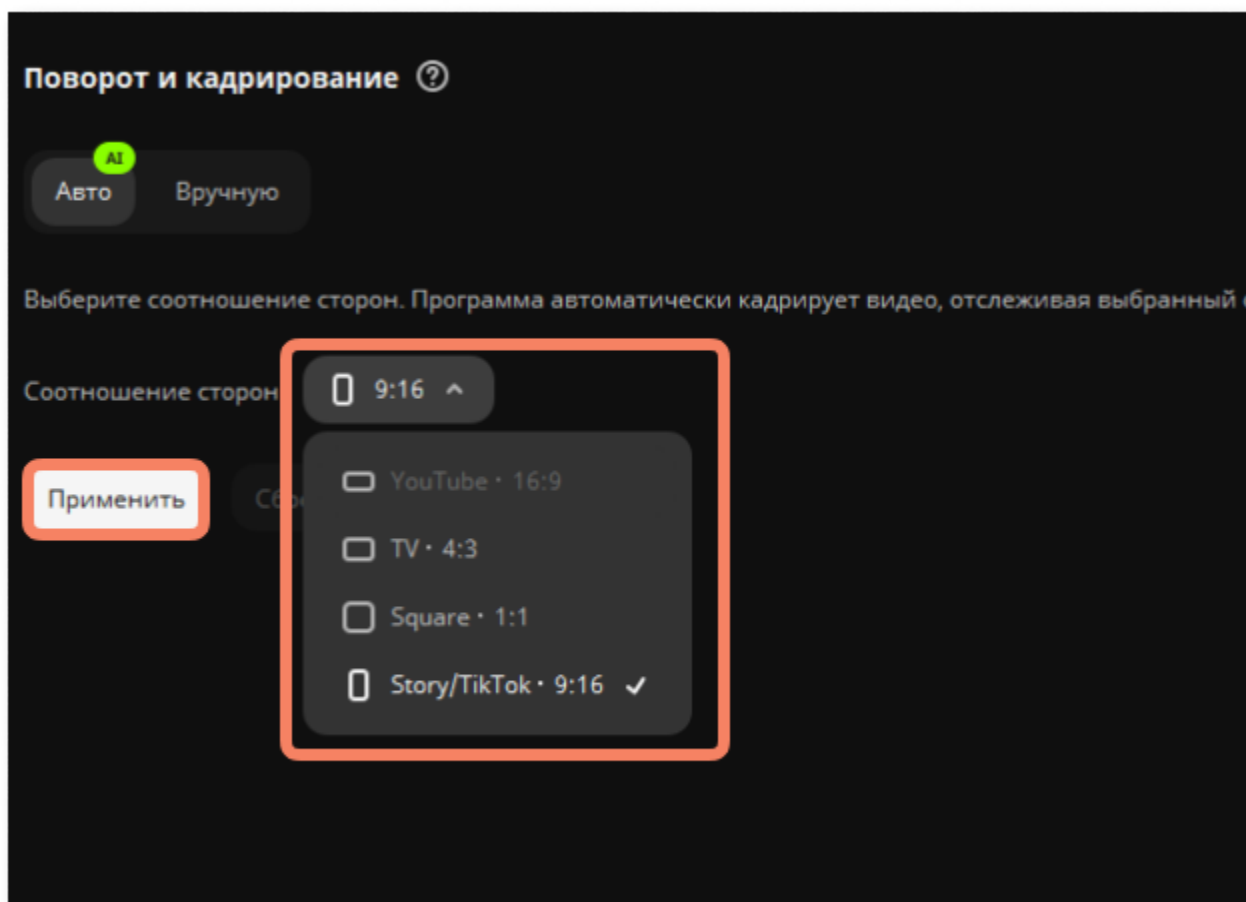 Поворот и кадрирование ?
AI
Авто Вручную
Выберите соотношение сторон. Программа автоматически кадрирует видео, отслеживая выбранный
Соотношение сторон 9:16
YouTube · 16:9
Применить
TV · 4:3
Square · 1:1
Story/TikTok · 9:16